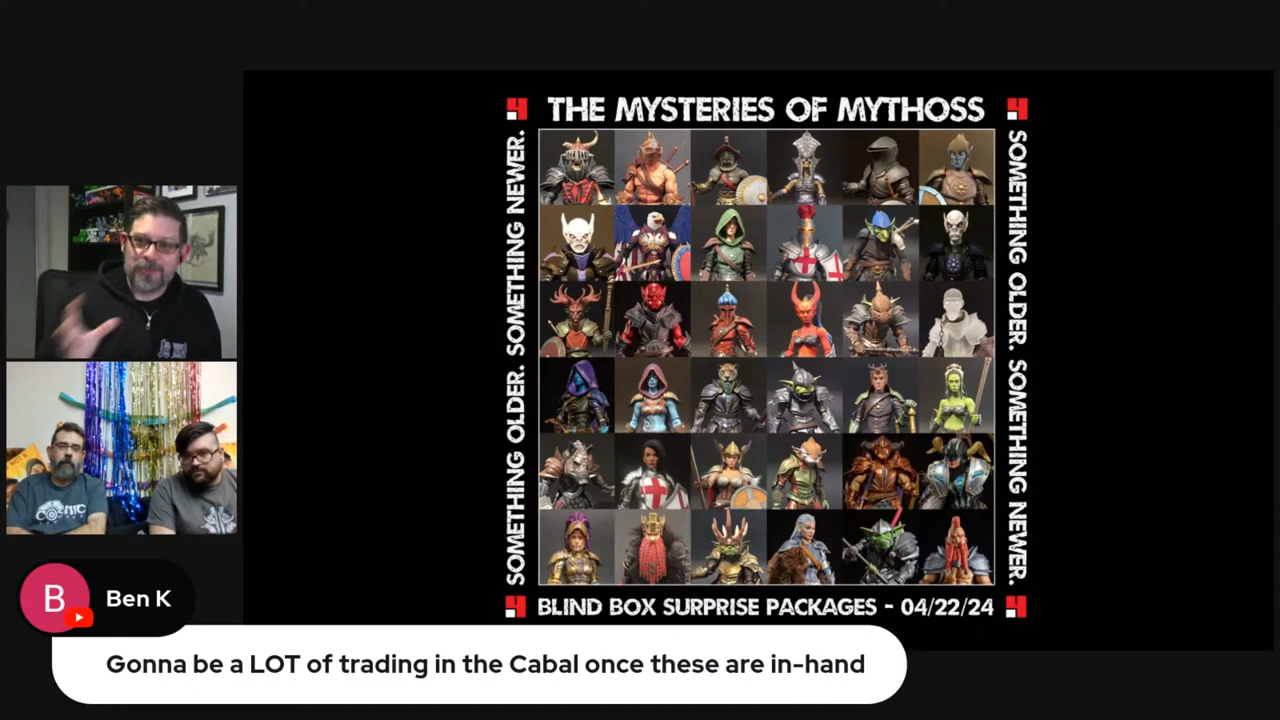 THE MYSTERIES OF MYTHOSS
SOMETHING OLDER. SOMETHING NEWER.
SOMETHING OLDER. SOMETHING NEWER.
BLIND BOX SURPRISE PACKAGES - 04/22/24
B
Ben K
Gonna be a LOT of trading in the Cabal once these are in-hand